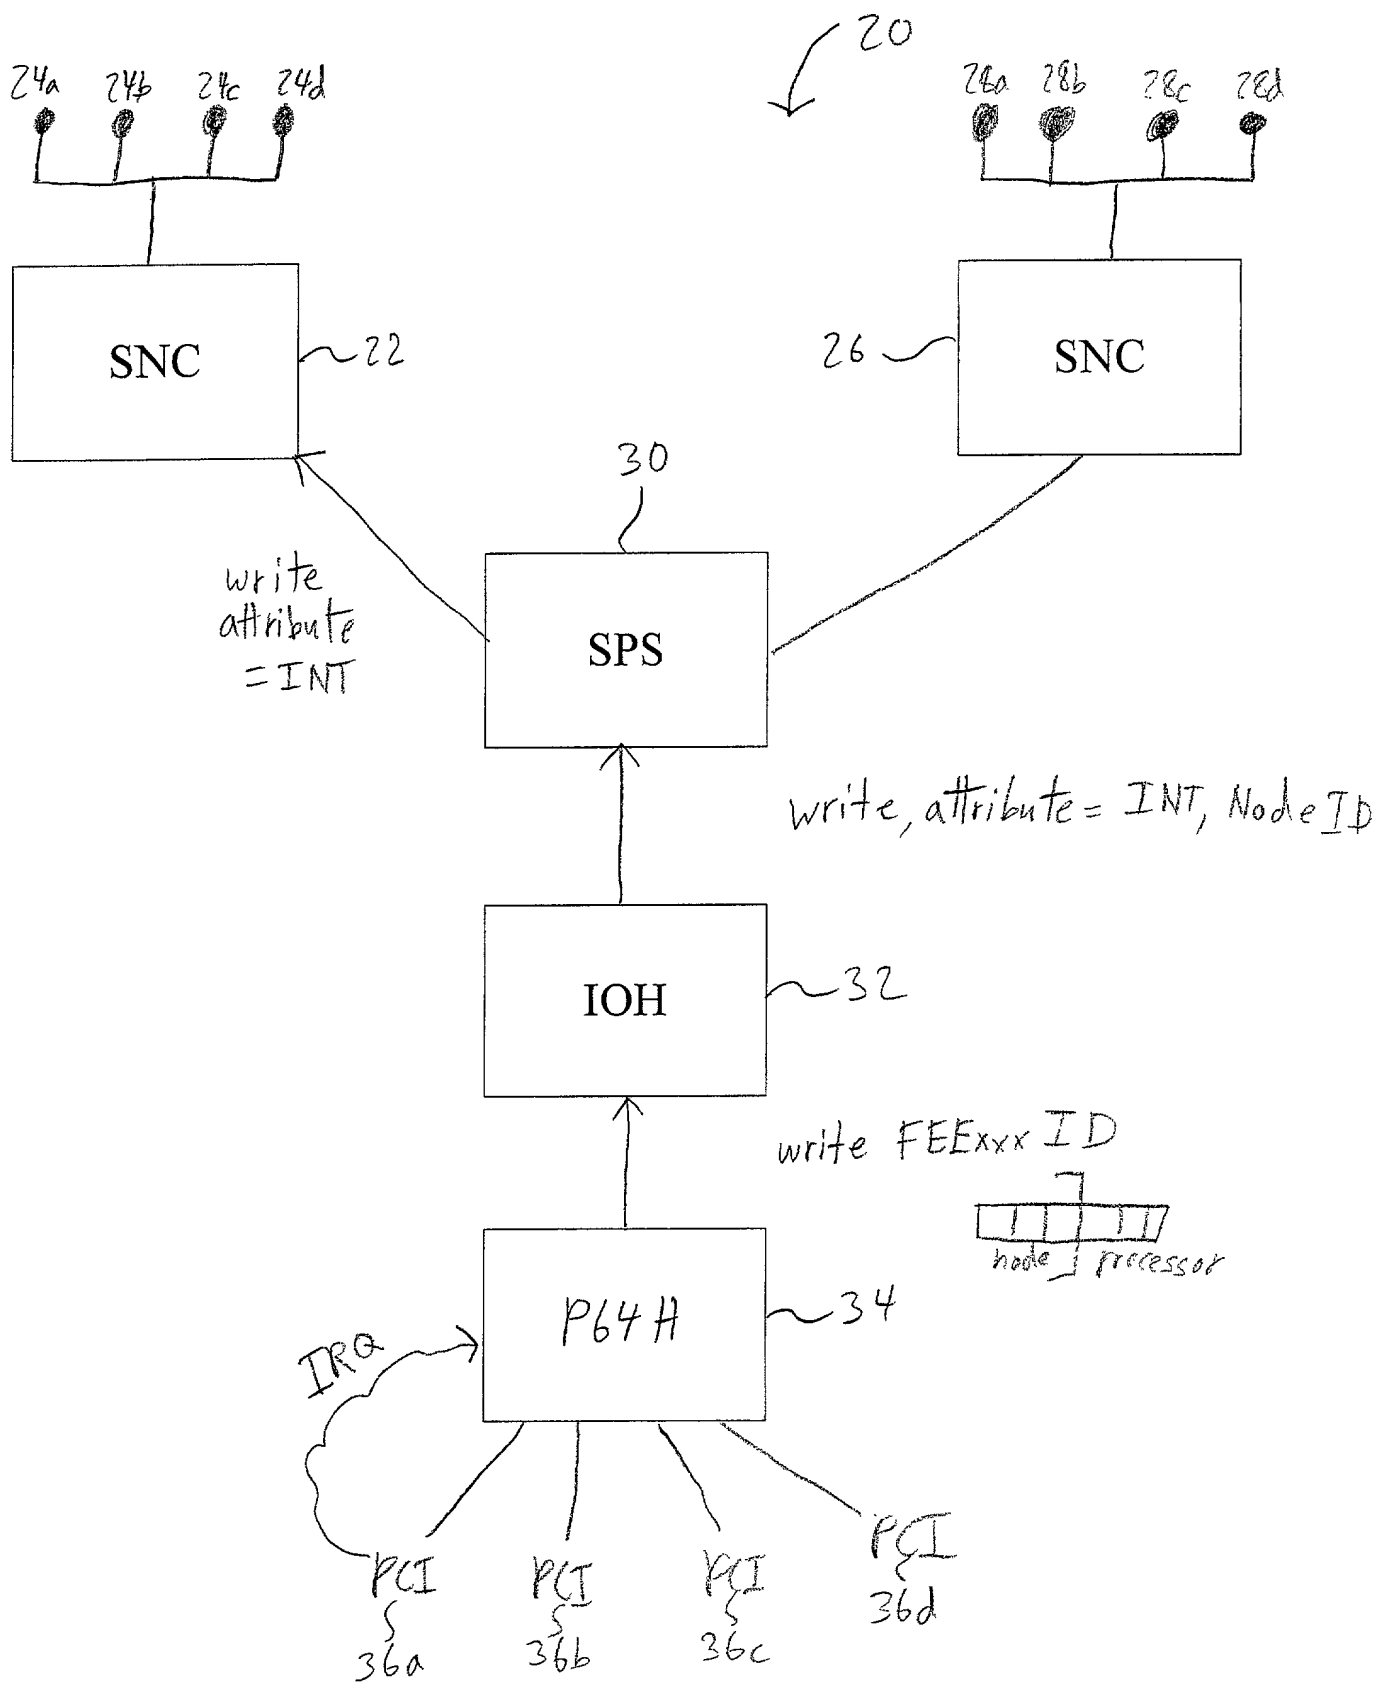 20
24a 24b 24c 24d
28a 28b 28c 28d
SNC
22
26
SNC
30
write
attribute
= INT
SPS
write, attribute = INT, Node ID
IOH
32
write FEExxx ID
node processor
P64H
34
IRQ
PCI PCI PCI PCI
36a 36b 36c 36d